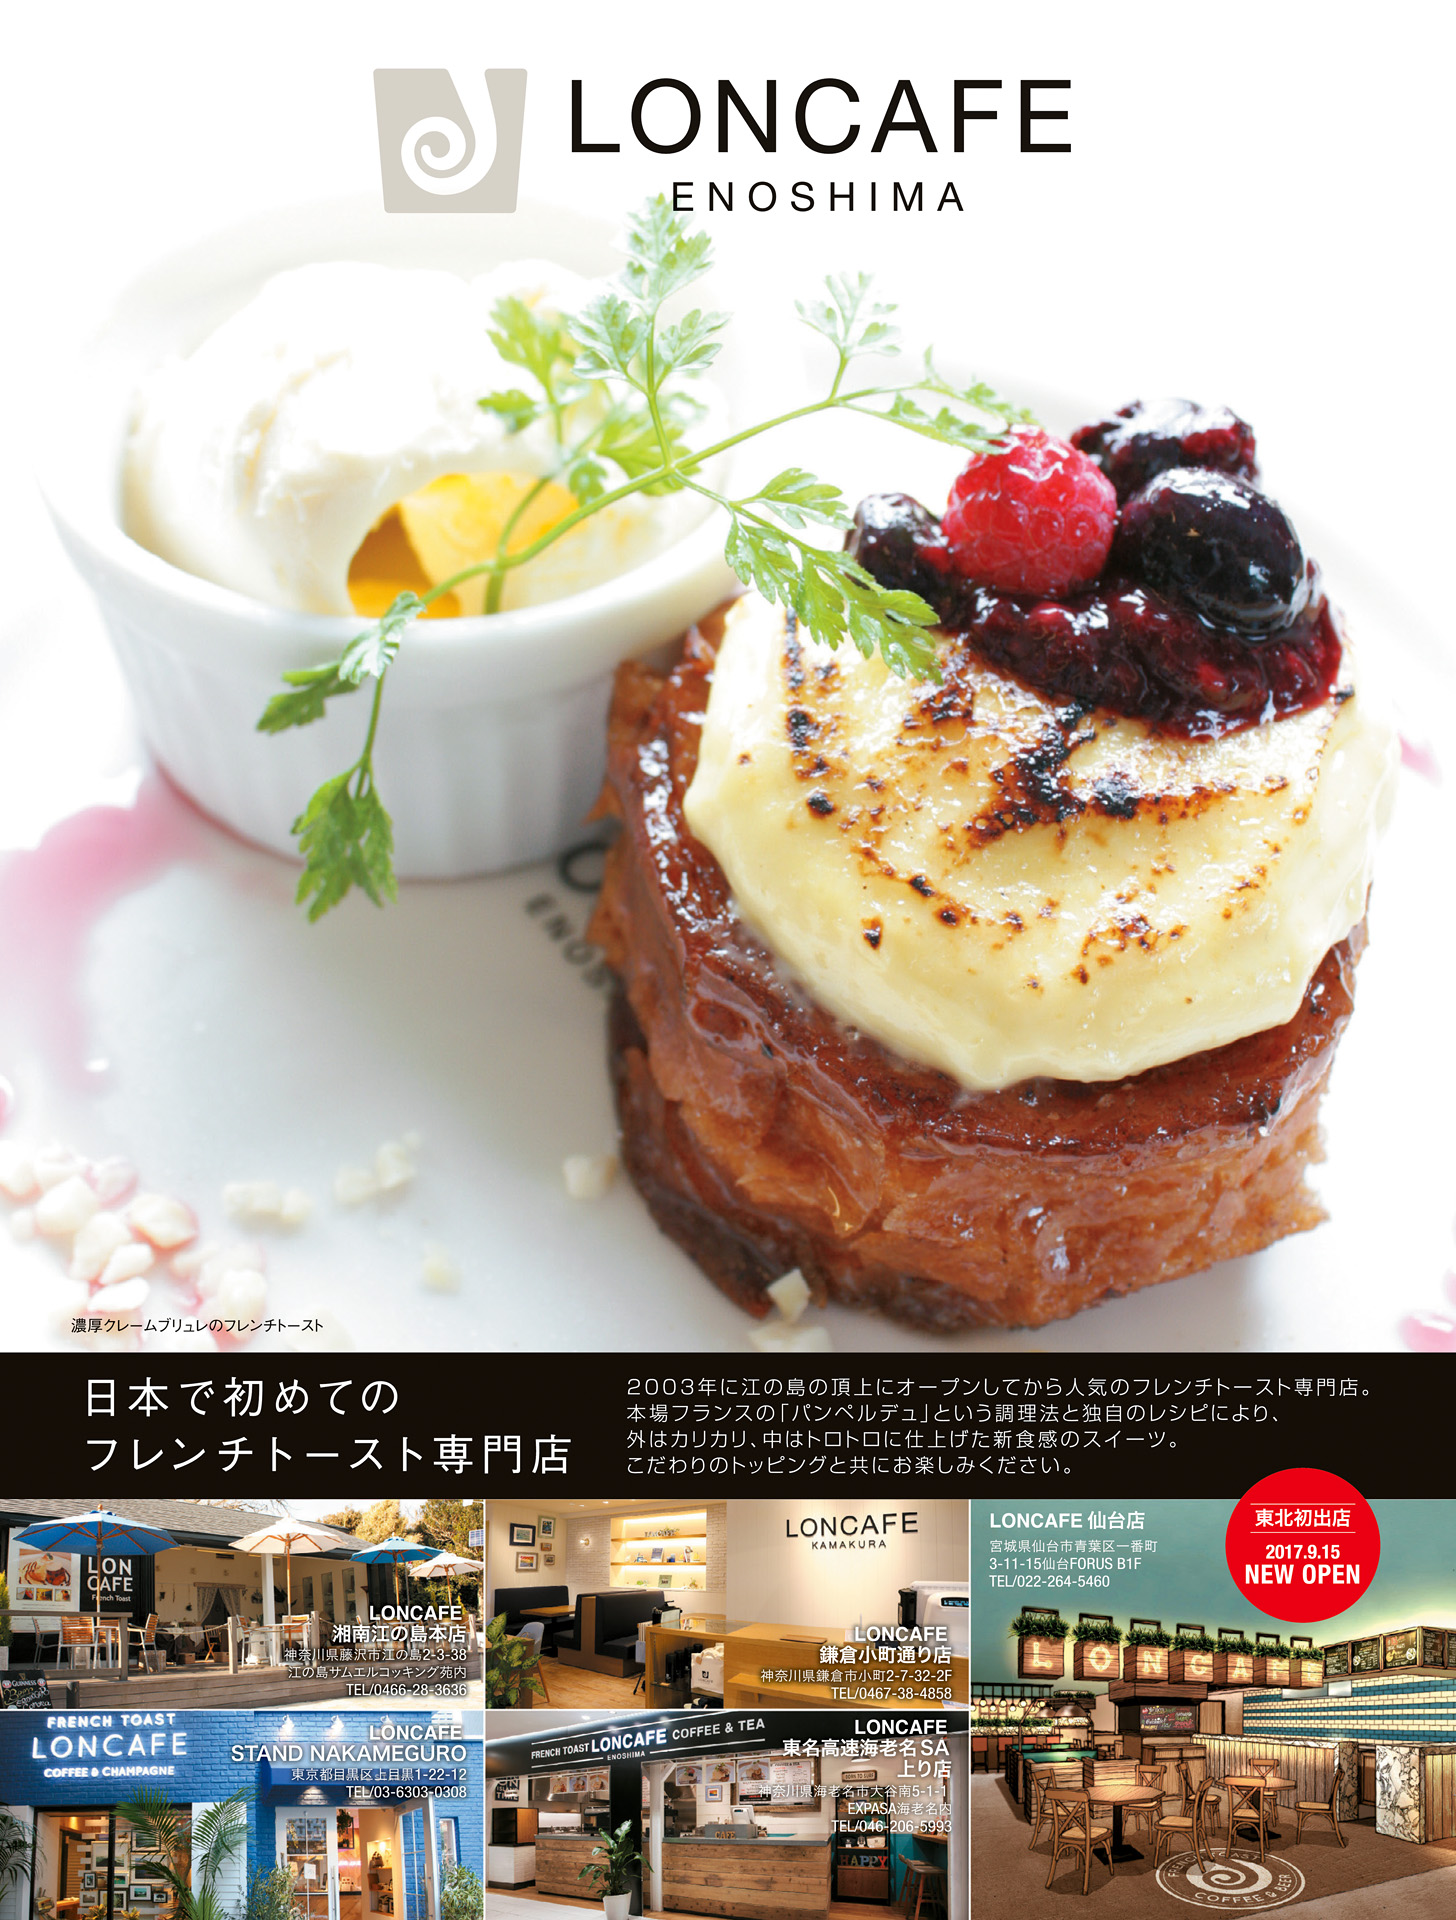 LONCAFE
ENOSHIMA
濃厚クレームブリュレのフレンチトースト
日本で初めての
フレンチトースト専門店
2003年に江の島の頂上にオープンしてから人気のフレンチトースト専門店。
本場フランスの「パンペルデュ」という調理法と独自のレシピにより、
外はカリカリ、中はトロトロに仕上げた新食感のスイーツ。
こだわりのトッピングと共にお楽しみください。
LON
CAFE
French Toast
LONCAFE
湘南江の島本店
神奈川県藤沢市江の島2-3-38
江の島サムエルコッキング苑内
TEL/0466-28-3636
GUINNESS
LONCAFE
KAMAKURA
LONCAFE
鎌倉小町通り店
神奈川県鎌倉市小町2-7-32-2F
TEL/0467-38-4858
LONCAFE 仙台店
宮城県仙台市青葉区一番町
3-11-15仙台FORUS B1F
TEL/022-264-5460
東北初出店
2017.9.15
NEW OPEN
LONCAFE
FRENCH TOAST
COFFEE & BEER
FRENCH TOAST
LONCAFE
COFFEE & CHAMPAGNE
LONCAFE
STAND NAKAMEGURO
東京都目黒区上目黒1-22-12
TEL/03-6303-0308
FRENCH TOAST LONCAFE COFFEE & TEA
ENOSHIMA
LONCAFE
東名高速海老名SA
上り店
神奈川県海老名市大谷南5-1-1
EXPASA海老名内
TEL/046-206-5993
CAFE
HAPPY